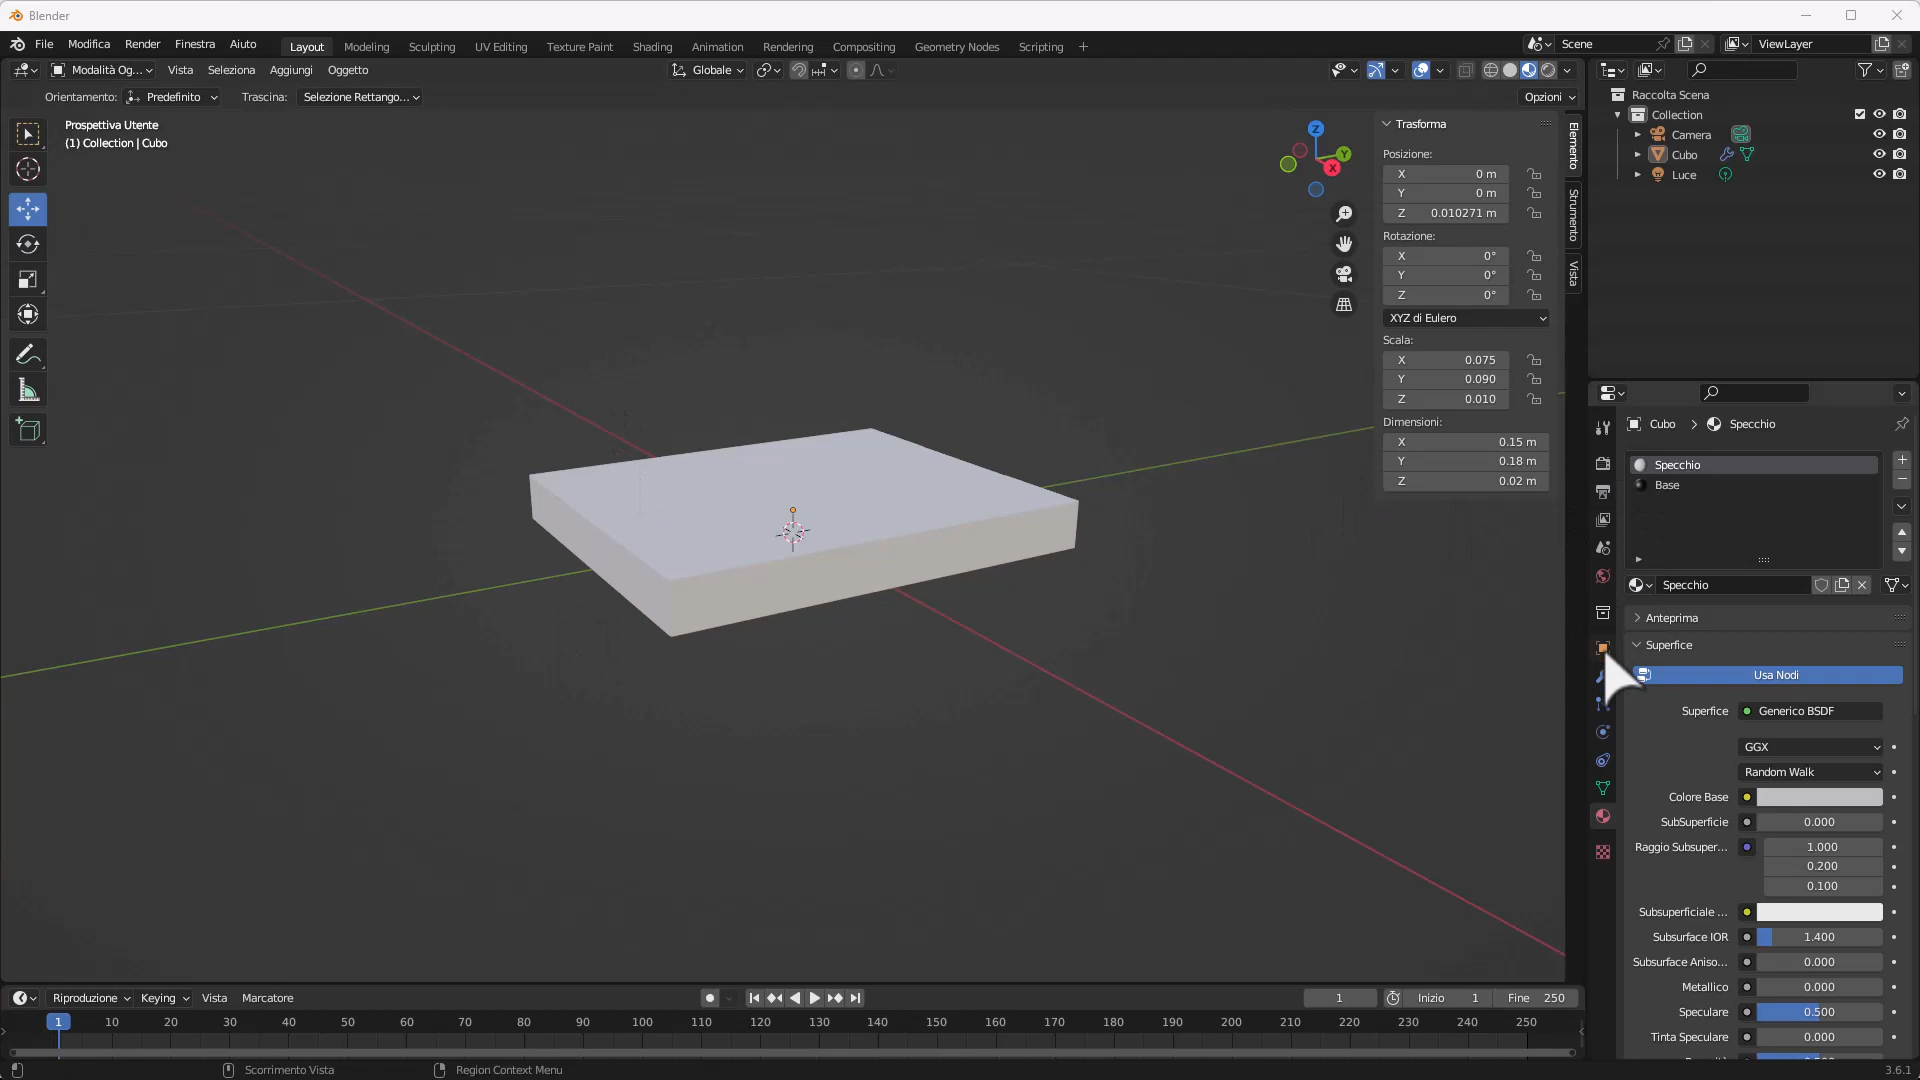 Blender
File Modifica Render Finestra Aiuto Layout Modeling Sculpting UV Editing Texture Paint Shading Animation Rendering Compositing Geometry Nodes Scripting + Scene ViewLayer
Modalità Og... Vista Seleziona Aggiungi Oggetto Globale
Orientamento: Predefinito Trascina: Selezione Rettango... Opzioni
Prospettiva Utente
(1) Collection | Cubo
Z
Y
X
Trasforma
Posizione:
X 0 m
Y 0 m
Z 0.010271 m
Rotazione:
X 0°
Y 0°
Z 0°
XYZ di Eulero
Scala:
X 0.075
Y 0.090
Z 0.010
Dimensioni:
X 0.15 m
Y 0.18 m
Z 0.02 m
Elemento
Strumento
Vista
Raccolta Scena
Collection
Camera
Cubo
Luce
Cubo Specchio
Specchio
Base
Specchio
Anteprima
Superfice
Usa Nodi
Superfice Generico BSDF
GGX
Random Walk
Colore Base
SubSuperficie 0.000
Raggio Subsuper... 1.000
0.200
0.100
Subsuperficiale ...
Subsurface IOR 1.400
Subsurface Aniso... 0.000
Metallico 0.000
Speculare 0.500
Tinta Speculare 0.000
Riproduzione Keying Vista Marcatore 1 Inizio 1 Fine 250
1 10 20 30 40 50 60 70 80 90 100 110 120 130 140 150 160 170 180 190 200 210 220 230 240 250
Scorrimento Vista Region Context Menu 3.6.1